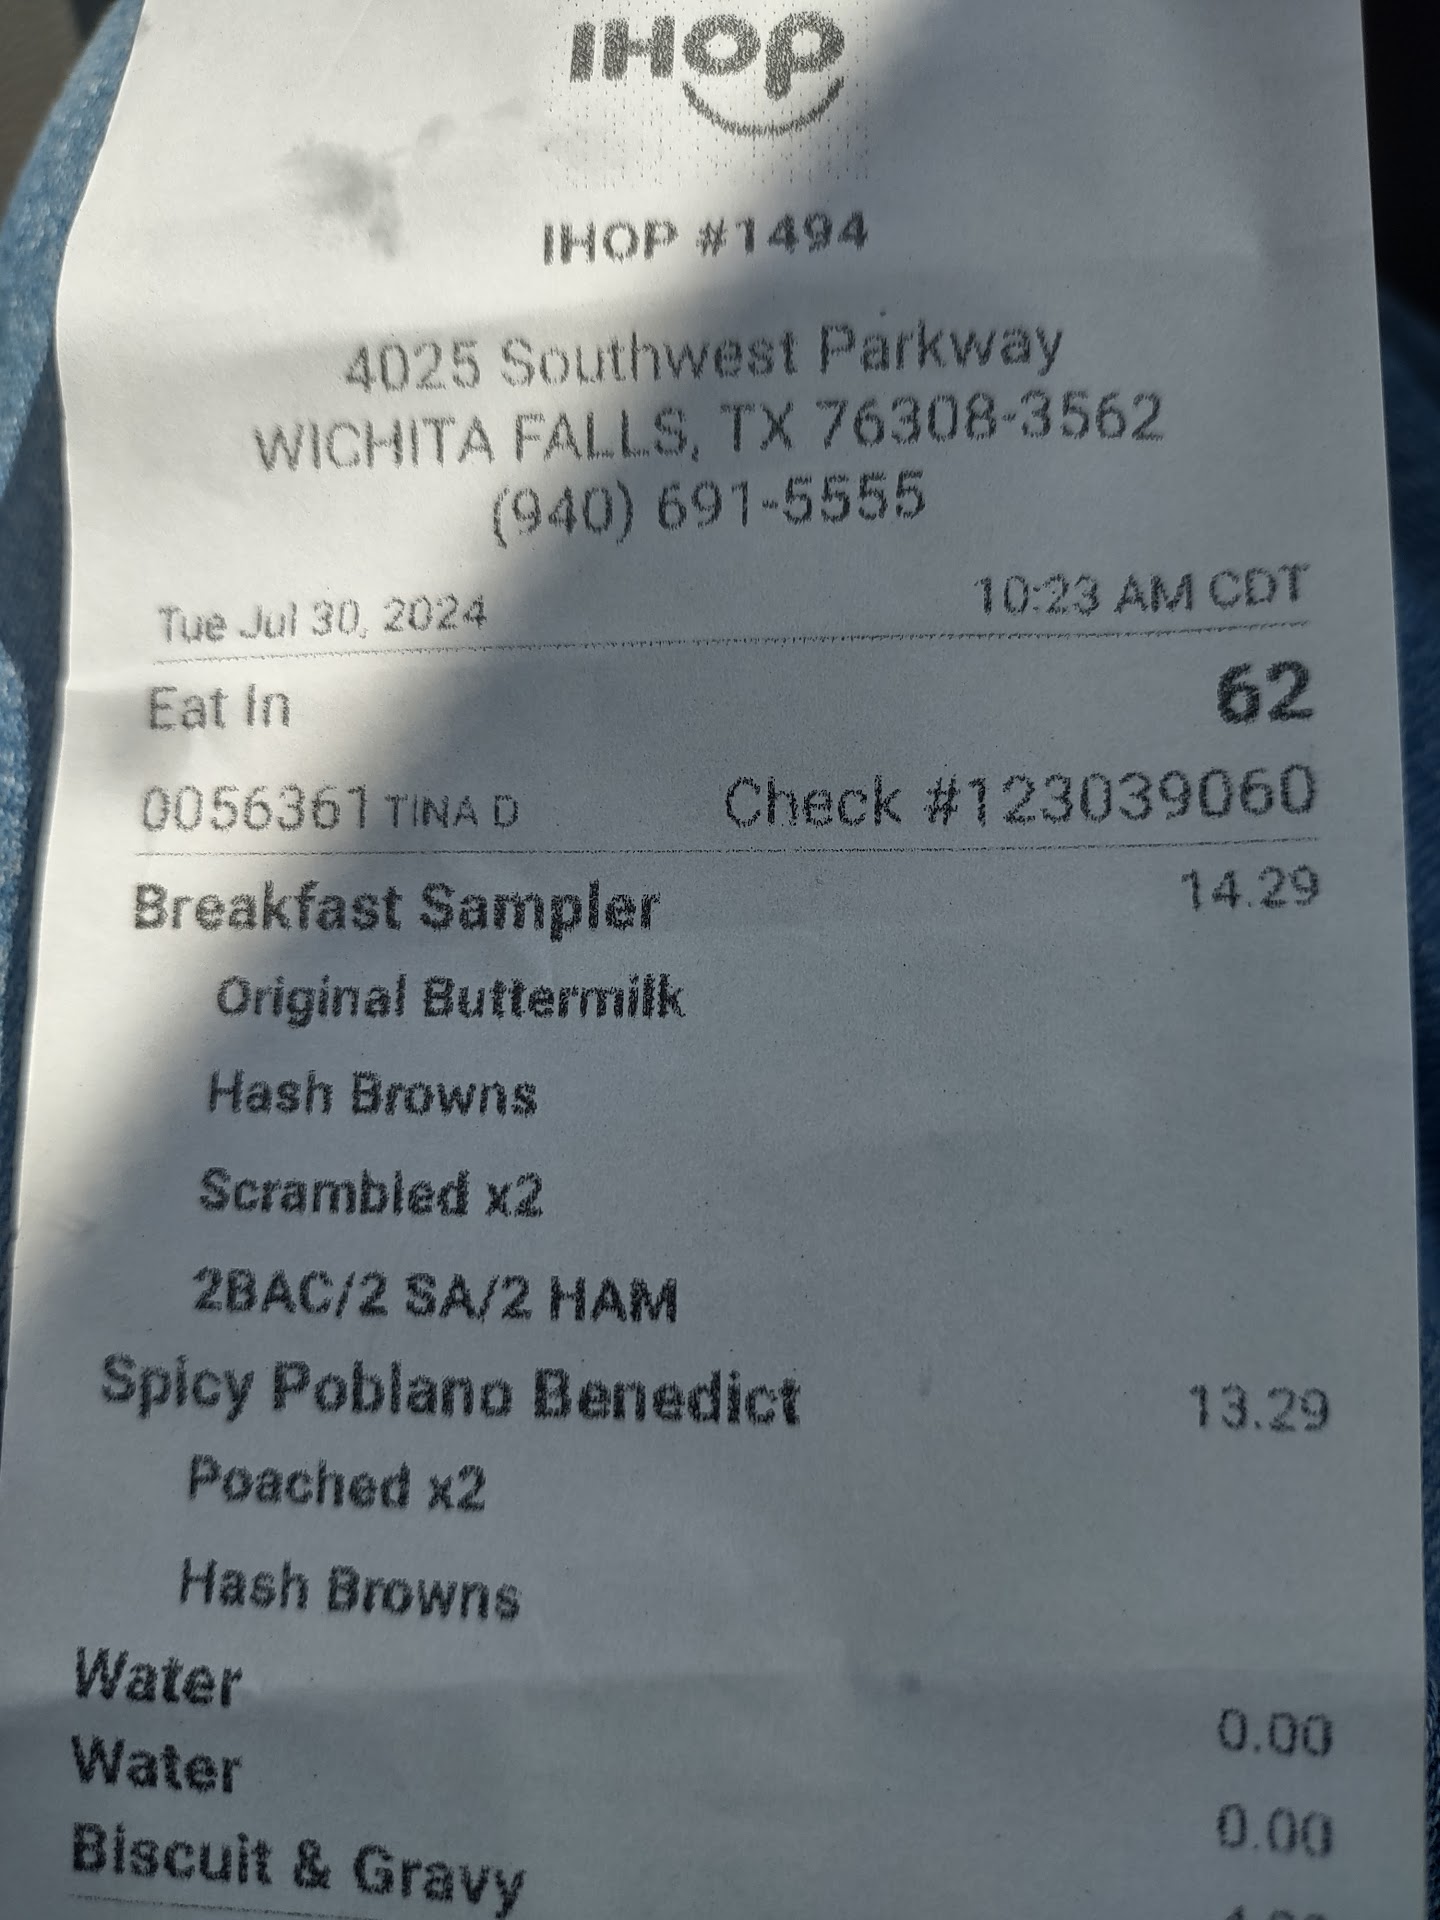 IHOP
IHOP #1494
4025 Southwest Parkway
WICHITA FALLS, TX 76308-3562
(940) 691-5555
Tue Jul 30, 2024 10:23 AM CDT
Eat In 62
0056361 TINA D Check #123039060
Breakfast Sampler 14.29
Original Buttermilk
Hash Browns
Scrambled x2
2BAC/2 SA/2 HAM
Spicy Poblano Benedict 13.29
Poached x2
Hash Browns
Water 0.00
Water 0.00
Biscuit & Gravy